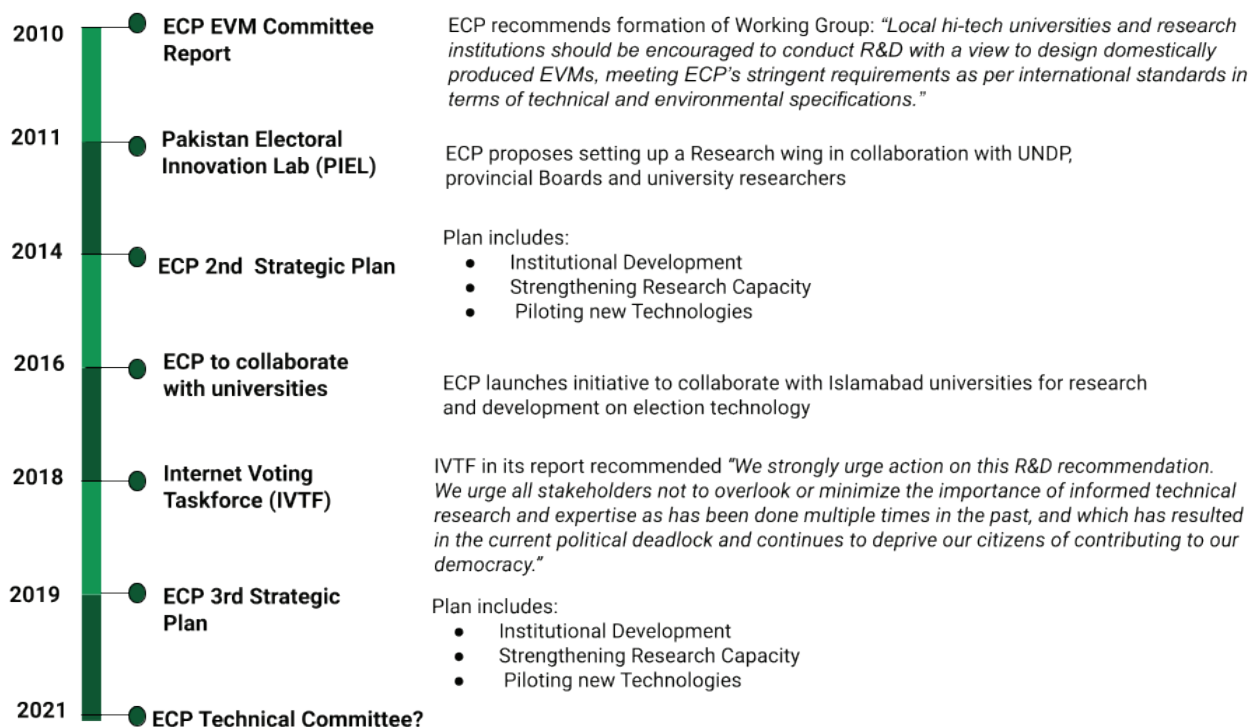 2010
ECP EVM Committee
Report
ECP recommends formation of Working Group: “Local hi-tech universities and research
institutions should be encouraged to conduct R&D with a view to design domestically
produced EVMs, meeting ECP’s stringent requirements as per international standards in
terms of technical and environmental specifications.”
2011
Pakistan Electoral
Innovation Lab (PIEL)
ECP proposes setting up a Research wing in collaboration with UNDP,
provincial Boards and university researchers
2014
ECP 2nd Strategic Plan
Plan includes:
● Institutional Development
● Strengthening Research Capacity
● Piloting new Technologies
2016
ECP to collaborate
with universities
ECP launches initiative to collaborate with Islamabad universities for research
and development on election technology
2018
Internet Voting
Taskforce (IVTF)
IVTF in its report recommended “We strongly urge action on this R&D recommendation.
We urge all stakeholders not to overlook or minimize the importance of informed technical
research and expertise as has been done multiple times in the past, and which has resulted
in the current political deadlock and continues to deprive our citizens of contributing to our
democracy.”
2019
ECP 3rd Strategic
Plan
Plan includes:
● Institutional Development
● Strengthening Research Capacity
● Piloting new Technologies
2021
ECP Technical Committee?